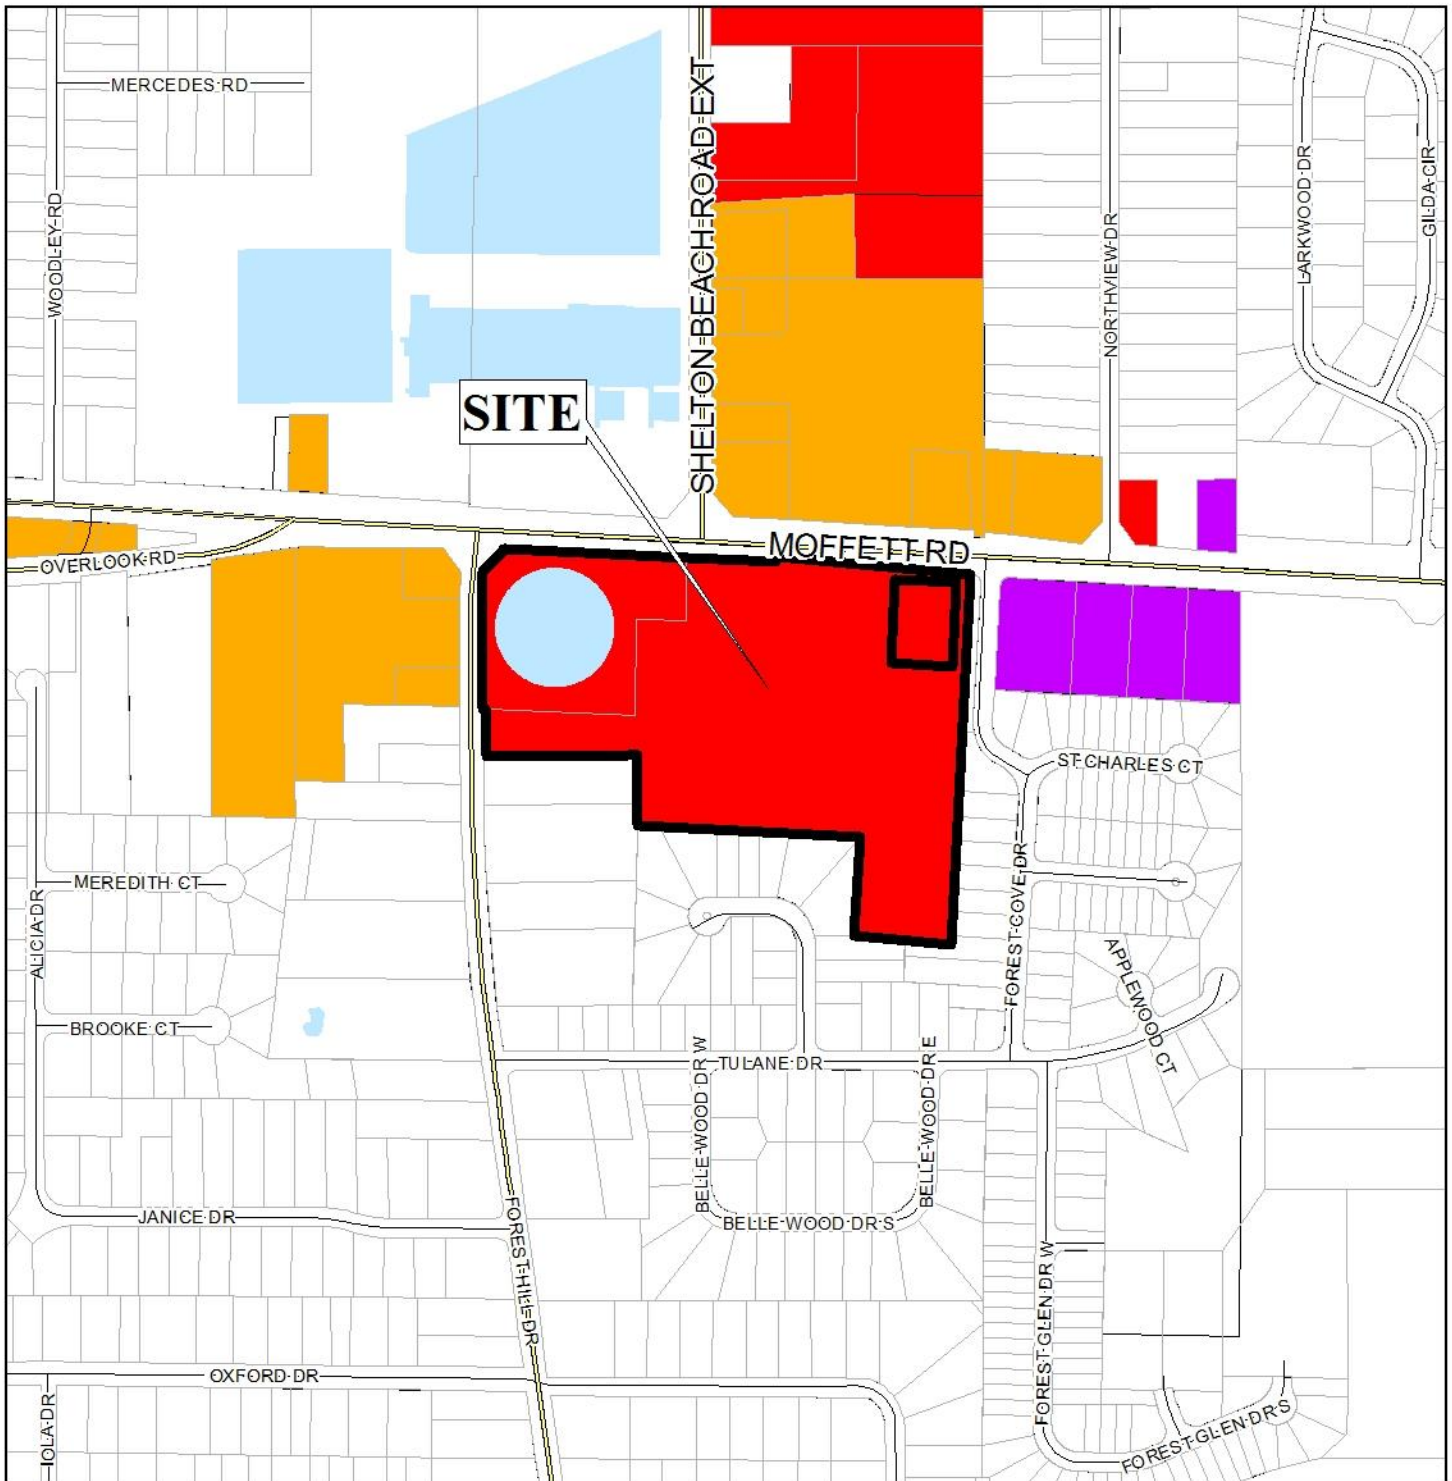 MERCEDES RD
WOODLEY RD
SHELTON BEACH ROAD EXT
NORTHVIEW DR
LARKWOOD DR
GILDA CIR
SITE
MOFFETT RD
OVERLOOK RD
ST CHARLES CT
MEREDITH CT
ALICIA DR
FOREST COVE DR
APPLEWOOD CT
BROOKE CT
TULANE DR
BELLE WOOD DR W
BELLE WOOD DR E
JANICE DR
BELLE WOOD DR S
FOREST HILL DR
FOREST GLEN DR W
OXFORD DR
IOLA DR
FOREST GLEN DR S